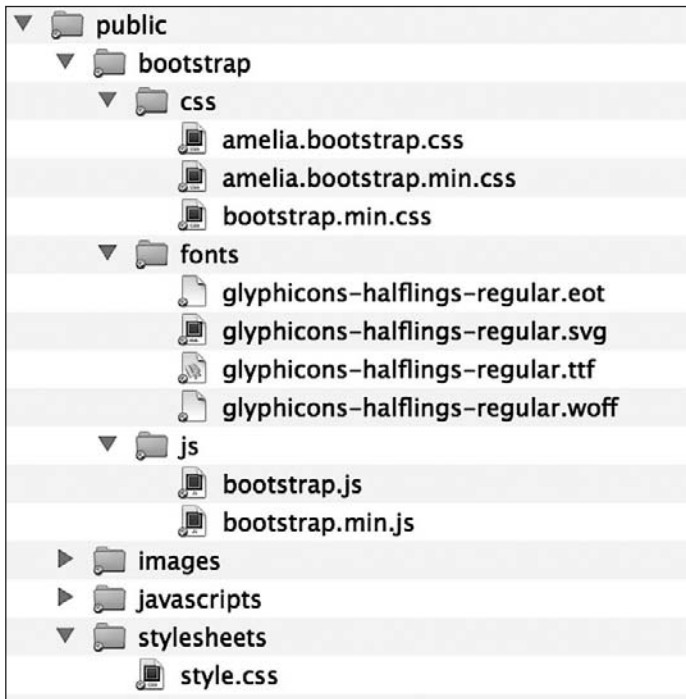 public
bootstrap
css
amelia.bootstrap.css
amelia.bootstrap.min.css
bootstrap.min.css
fonts
glyphicons-halflings-regular.eot
glyphicons-halflings-regular.svg
glyphicons-halflings-regular.ttf
glyphicons-halflings-regular.woff
js
bootstrap.js
bootstrap.min.js
images
javascripts
stylesheets
style.css